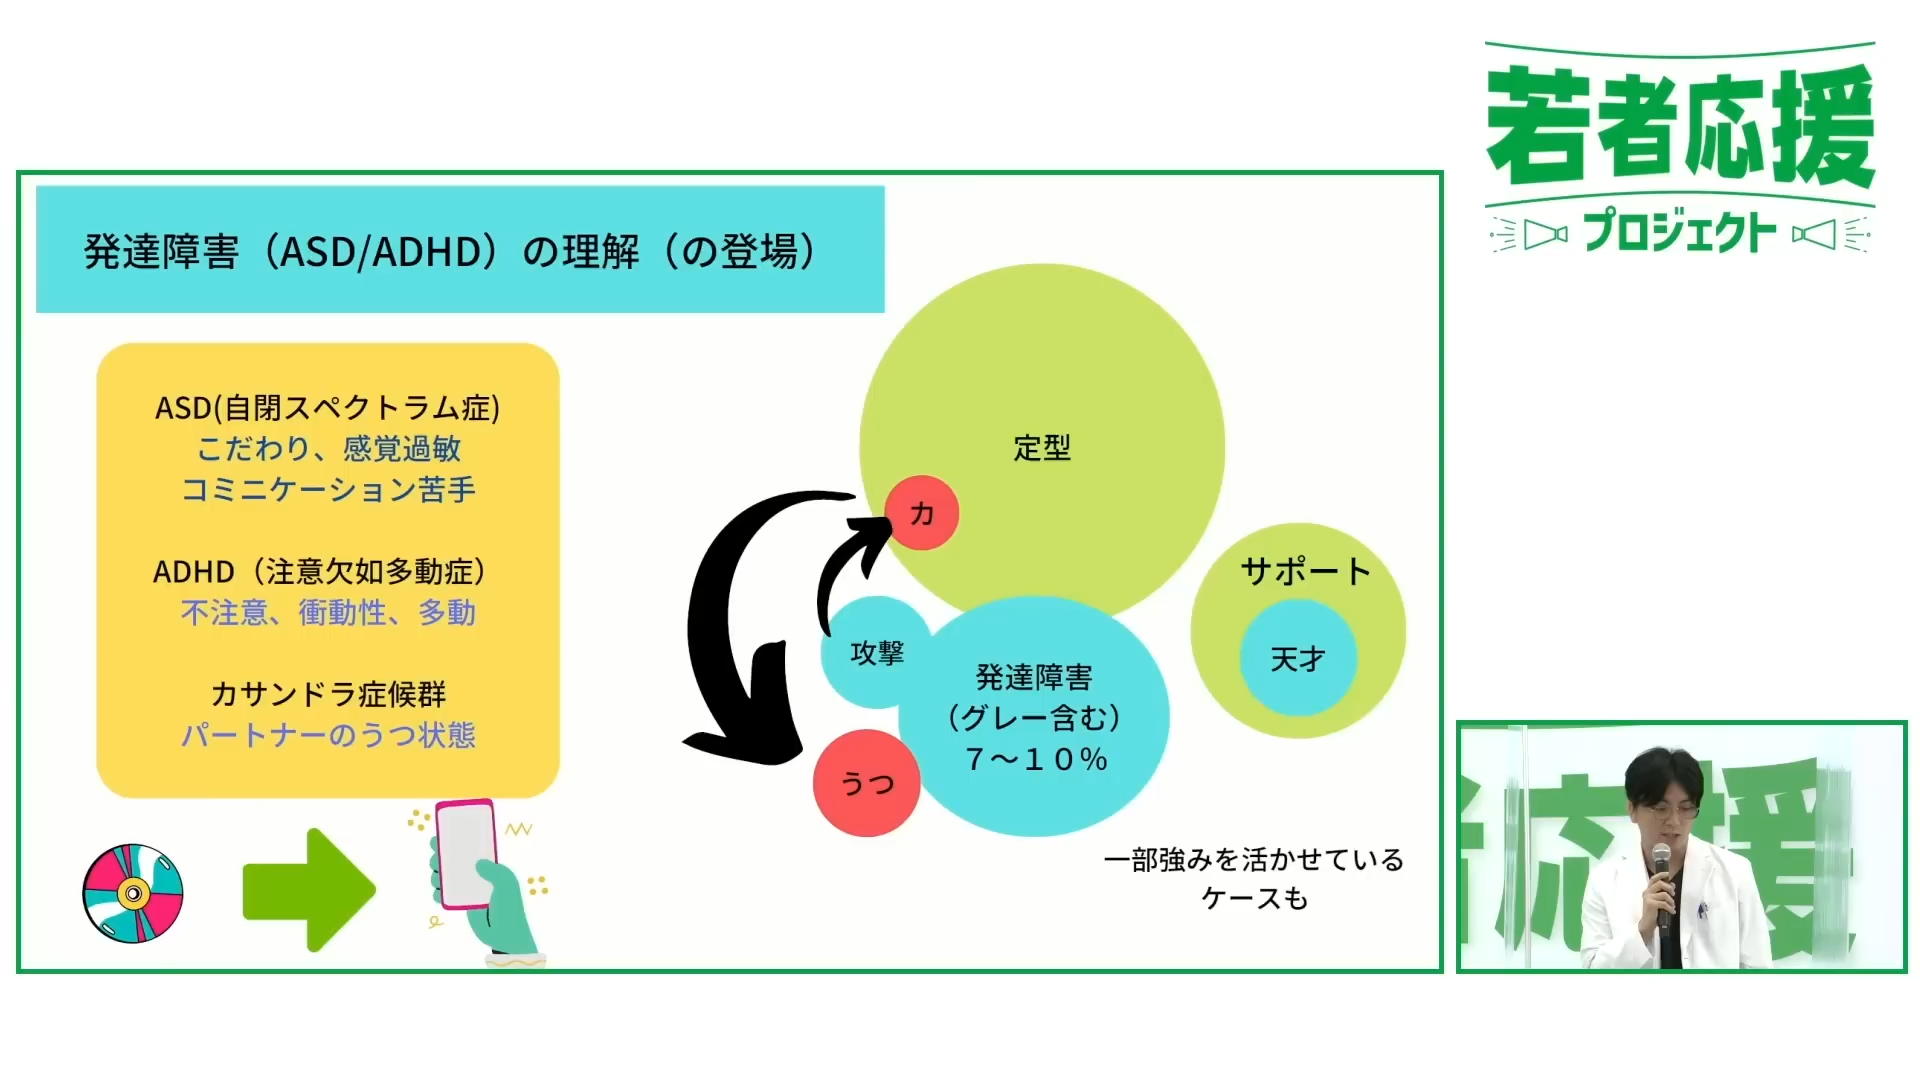 若者応援
プロジェクト
発達障害（ASD/ADHD）の理解（の登場）
ASD(自閉スペクトラム症)
こだわり、感覚過敏
コミニケーション苦手
ADHD（注意欠如多動症）
不注意、衝動性、多動
カサンドラ症候群
パートナーのうつ状態
定型
カ
攻撃
うつ
発達障害
（グレー含む）
７～１０％
サポート
天才
一部強みを活かせている
ケースも
応援